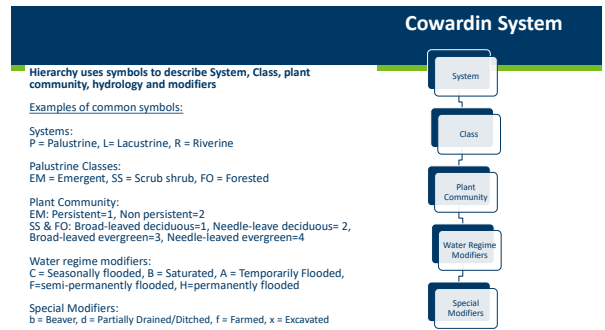 Cowardin System
Hierarchy uses symbols to describe System, Class, plant
community, hydrology and modifiers
Examples of common symbols:
Systems:
P = Palustrine, L= Lacustrine, R = Riverine
Palustrine Classes:
EM = Emergent, SS = Scrub shrub, FO = Forested
Plant Community:
EM: Persistent=1, Non persistent=2
SS & FO: Broad-leaved deciduous=1, Needle-leave deciduous= 2,
Broad-leaved evergreen=3, Needle-leaved evergreen=4
Water regime modifiers:
C = Seasonally flooded, B = Saturated, A = Temporarily Flooded,
F=semi-permanently flooded, H=permanently flooded
Special Modifiers:
b = Beaver, d = Partially Drained/Ditched, f = Farmed, x = Excavated
System
Class
Plant
Community
Water Regime
Modifiers
Special
Modifiers